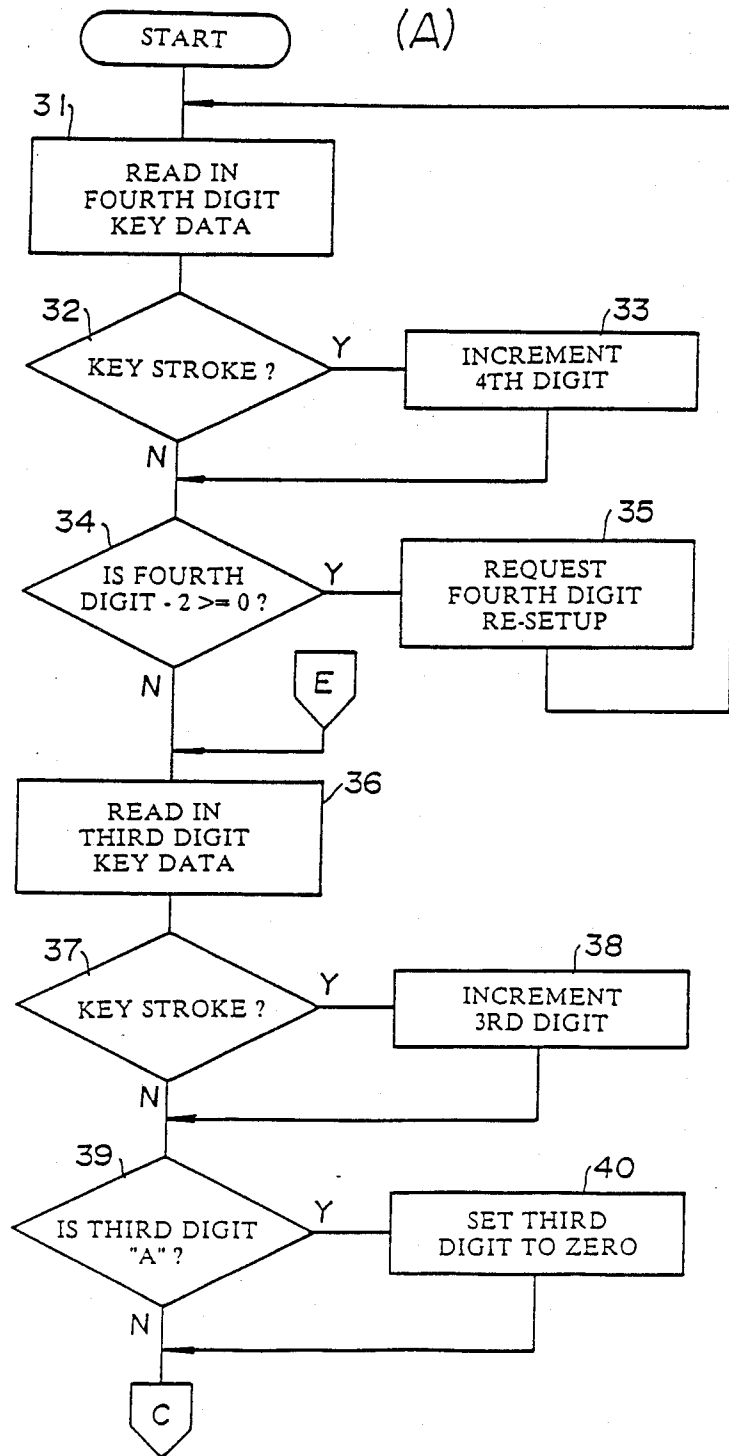 (A)
START
31
READ IN
FOURTH DIGIT
KEY DATA
32
KEY STROKE ?
Y
33
INCREMENT
4TH DIGIT
N
34
IS FOURTH
DIGIT - 2 >= 0 ?
Y
35
REQUEST
FOURTH DIGIT
RE-SETUP
N
E
36
READ IN
THIRD DIGIT
KEY DATA
37
KEY STROKE ?
Y
38
INCREMENT
3RD DIGIT
N
39
IS THIRD DIGIT
"A" ?
Y
40
SET THIRD
DIGIT TO ZERO
N
C